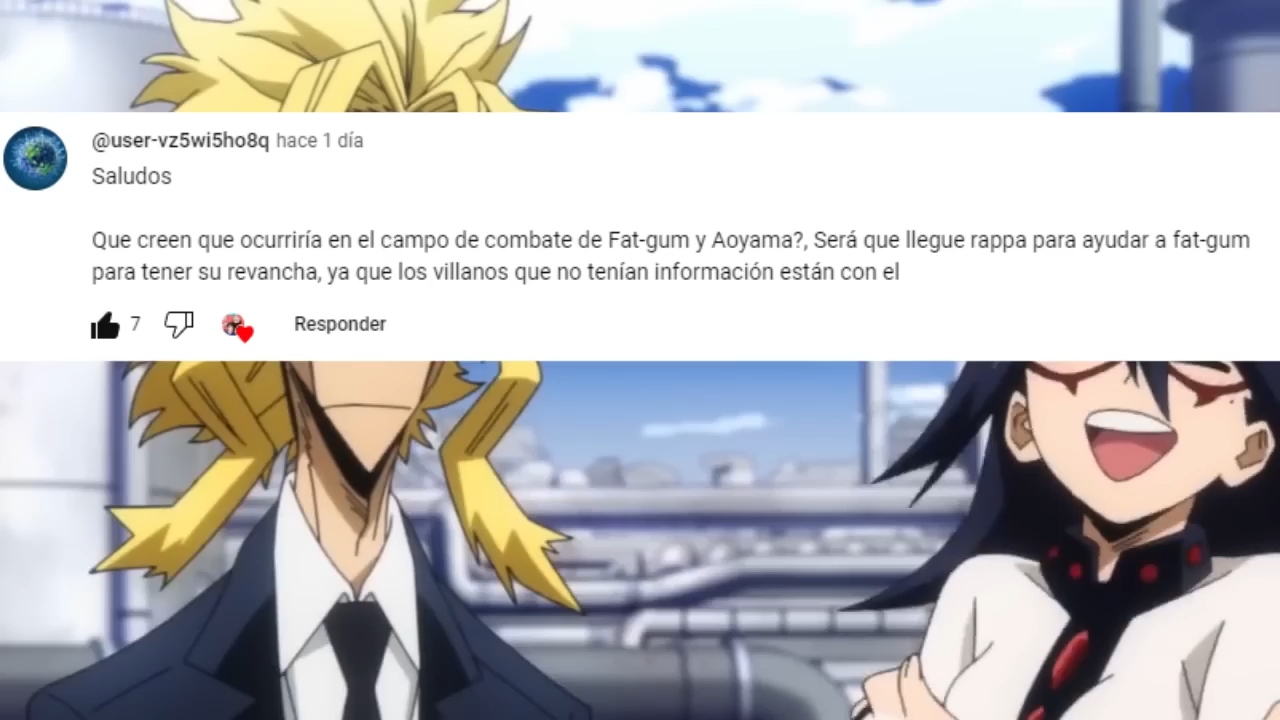 @user-vz5wi5ho8q hace 1 día
Saludos
Que creen que ocurriría en el campo de combate de Fat-gum y Aoyama?, Será que llegue rappa para ayudar a fat-gum
para tener su revancha, ya que los villanos que no tenían información están con el
7 Responder